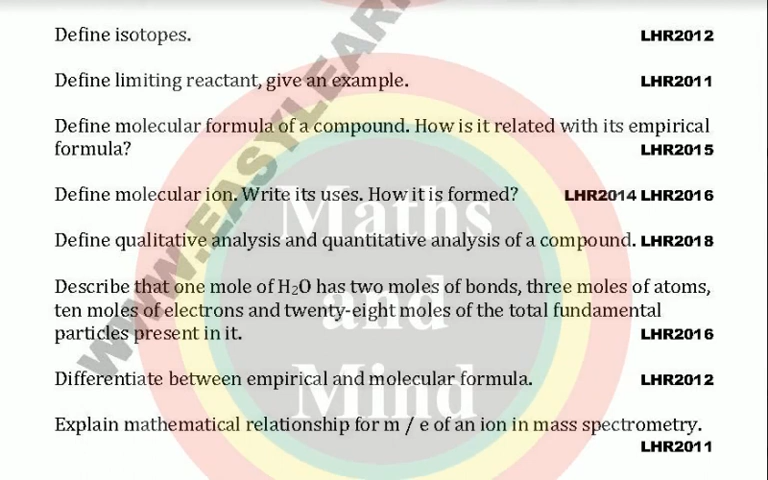 Define isotopes. LHR2012
Define limiting reactant, give an example. LHR2011
Define molecular formula of a compound. How is it related with its empirical
formula? LHR2015
Define molecular ion. Write its uses. How it is formed? LHR2014 LHR2016
Define qualitative analysis and quantitative analysis of a compound. LHR2018
Describe that one mole of H₂O has two moles of bonds, three moles of atoms,
ten moles of electrons and twenty-eight moles of the total fundamental
particles present in it. LHR2016
Differentiate between empirical and molecular formula. LHR2012
Explain mathematical relationship for m / e of an ion in mass spectrometry.
LHR2011
Maths
and
Mind
WWW.EASYLEAR